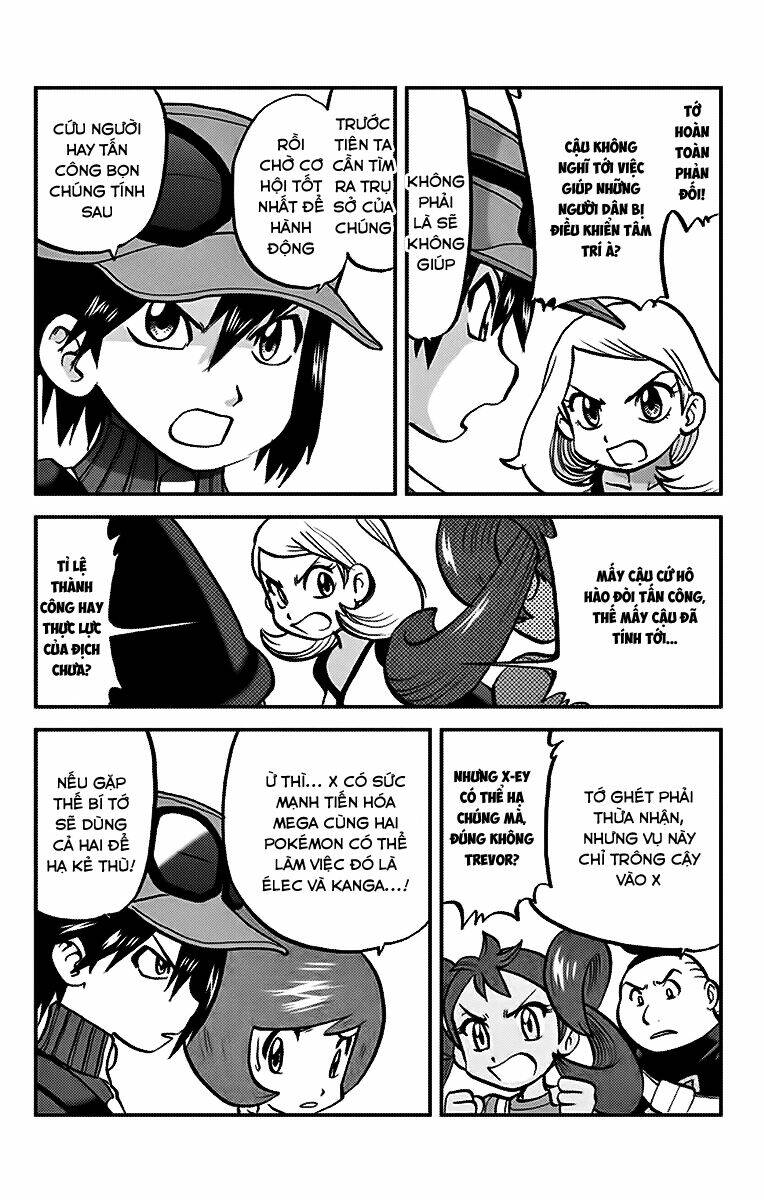 TỚ
HOÀN
TOÀN
PHẢN
ĐỐI!
CẬU KHÔNG
NGHĨ TỚI VIỆC
GIÚP NHỮNG
NGƯỜI DÂN BỊ
ĐIỀU KHIỂN TÂM
TRÍ À?
KHÔNG
PHẢI
LÀ SẼ
KHÔNG
GIÚP
TRƯỚC
TIÊN TA
CẦN TÌM
RA TRỤ
SỞ CỦA
CHÚNG
RỒI
CHỜ CƠ
HỘI TỐT
NHẤT ĐỂ
HÀNH
ĐỘNG
CỨU NGƯỜI
HAY TẤN
CÔNG BỌN
CHÚNG TÍNH
SAU
MẤY CẬU CỨ HÔ
HÀO ĐÒI TẤN CÔNG,
THẾ MẤY CẬU ĐÃ
TÍNH TỚI...
TỈ LỆ
THÀNH
CÔNG HAY
THỰC LỰC
CỦA ĐỊCH
CHƯA?
TỚ GHÉT PHẢI
THỪA NHẬN,
NHƯNG VỤ NÀY
CHỈ TRÔNG CẬY
VÀO X
NHƯNG X-EY
CÓ THỂ HẠ
CHÚNG MÀ,
ĐÚNG KHÔNG
TREVOR?
Ừ THÌ... X CÓ SỨC
MẠNH TIẾN HÓA
MEGA CÙNG HAI
POKÉMON CÓ THỂ
LÀM VIỆC ĐÓ LÀ
ÉLEC VÀ KANGA...!
NẾU GẶP
THẾ BÍ TỚ
SẼ DÙNG
CẢ HAI ĐỂ
HẠ KẺ THÙ!